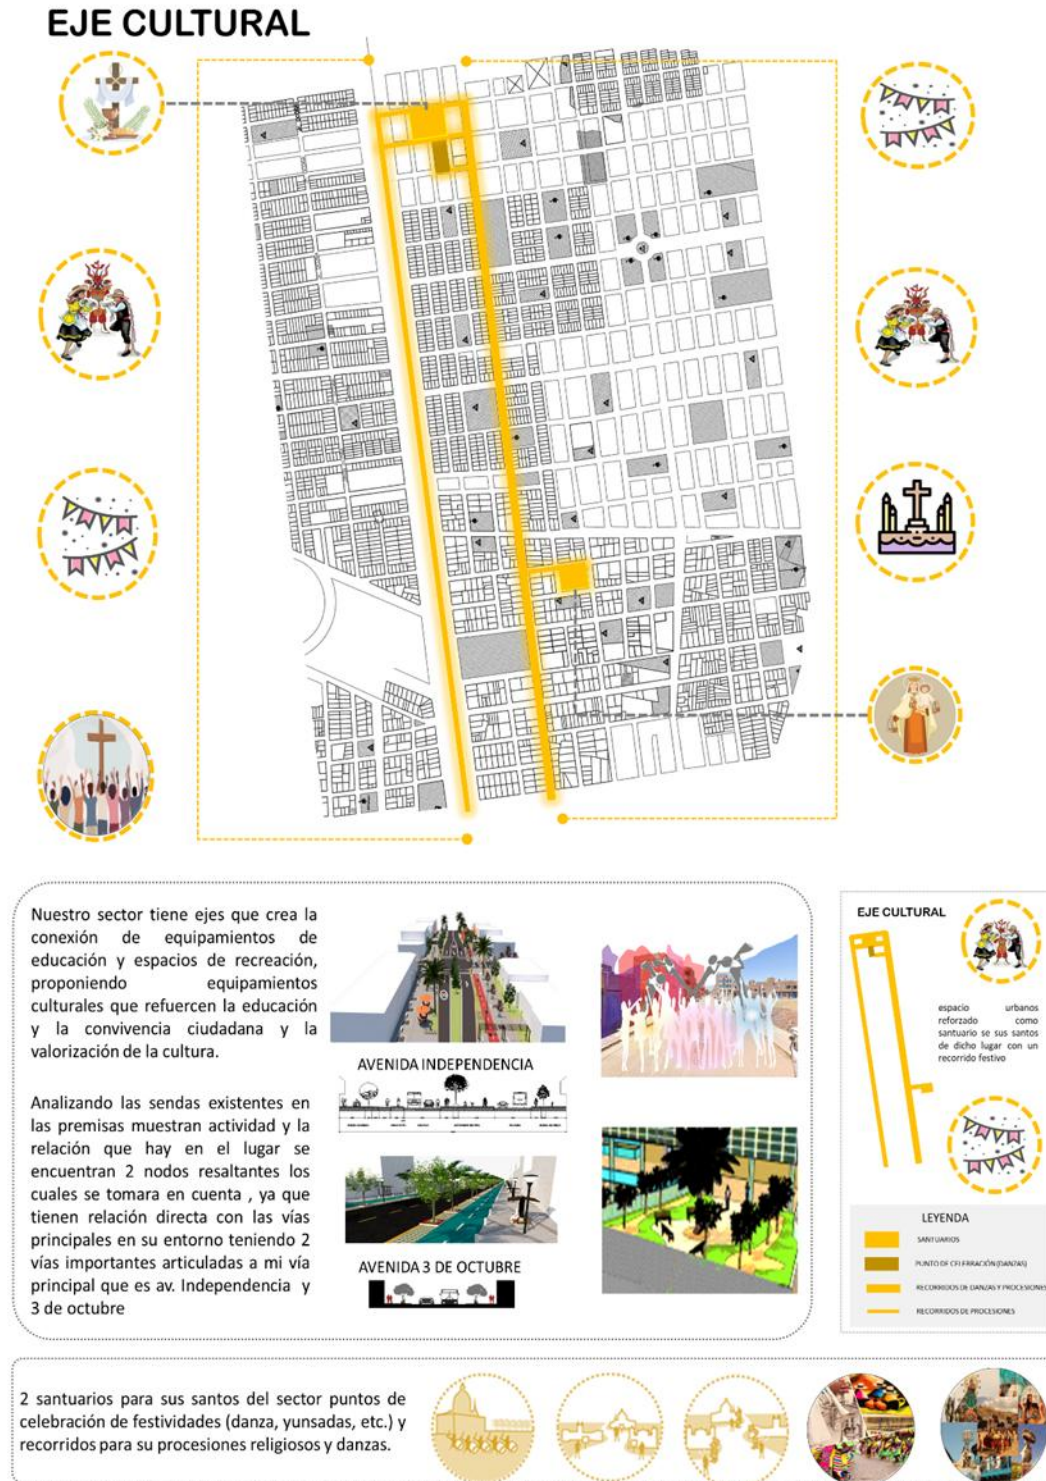 EJE CULTURAL
Nuestro sector tiene ejes que crea la
conexión de equipamientos de
educación y espacios de recreación,
proponiendo equipamientos
culturales que refuercen la educación
y la convivencia ciudadana y la
valorización de la cultura.
Analizando las sendas existentes en
las premisas muestran actividad y la
relación que hay en el lugar se
encuentran 2 nodos resaltantes los
cuales se tomara en cuenta , ya que
tienen relación directa con las vías
principales en su entorno teniendo 2
vías importantes articuladas a mi vía
principal que es av. Independencia y
3 de octubre
AVENIDA INDEPENDENCIA
AVENIDA 3 DE OCTUBRE
EJE CULTURAL
espacio urbanos
reforzado como
santuario se sus santos
de dicho lugar con un
recorrido festivo
LEYENDA
SANTUARIOS
PUNTO DE CELEBRACIÓN (DANZAS)
RECORRIDOS DE DANZAS Y PROCESIONES
RECORRIDOS DE PROCESIONES
2 santuarios para sus santos del sector puntos de
celebración de festividades (danza, yunsadas, etc.) y
recorridos para su procesiones religiosos y danzas.